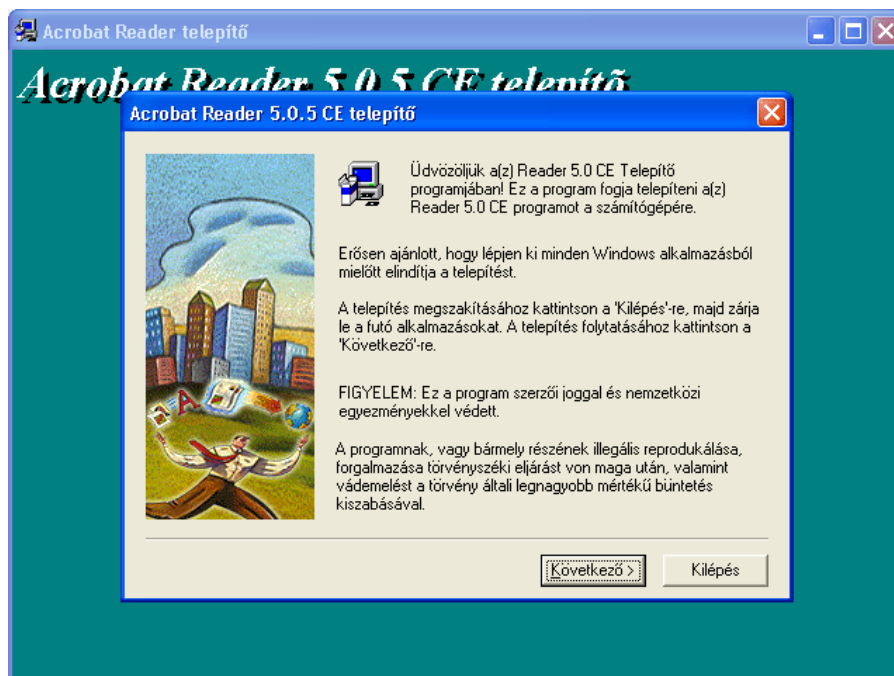 Acrobat Reader telepítő
Acrobat Reader 5.0.5 CE telepítõ
Acrobat Reader 5.0.5 CE telepítő
Üdvözöljük a(z) Reader 5.0 CE Telepítő
programjában! Ez a program fogja telepíteni a(z)
Reader 5.0 CE programot a számítógépére.
Erősen ajánlott, hogy lépjen ki minden Windows alkalmazásból
mielőtt elindítja a telepítést.
A telepítés megszakításához kattintson a 'Kilépés'-re, majd zárja
le a futó alkalmazásokat. A telepítés folytatásához kattintson a
'Következő'-re.
FIGYELEM: Ez a program szerzői joggal és nemzetközi
egyezményekkel védett.
A programnak, vagy bármely részének illegális reprodukálása,
forgalmazása törvényszéki eljárást von maga után, valamint
vádemelést a törvény általi legnagyobb mértékű büntetés
kiszabásával.
Következő >
Kilépés